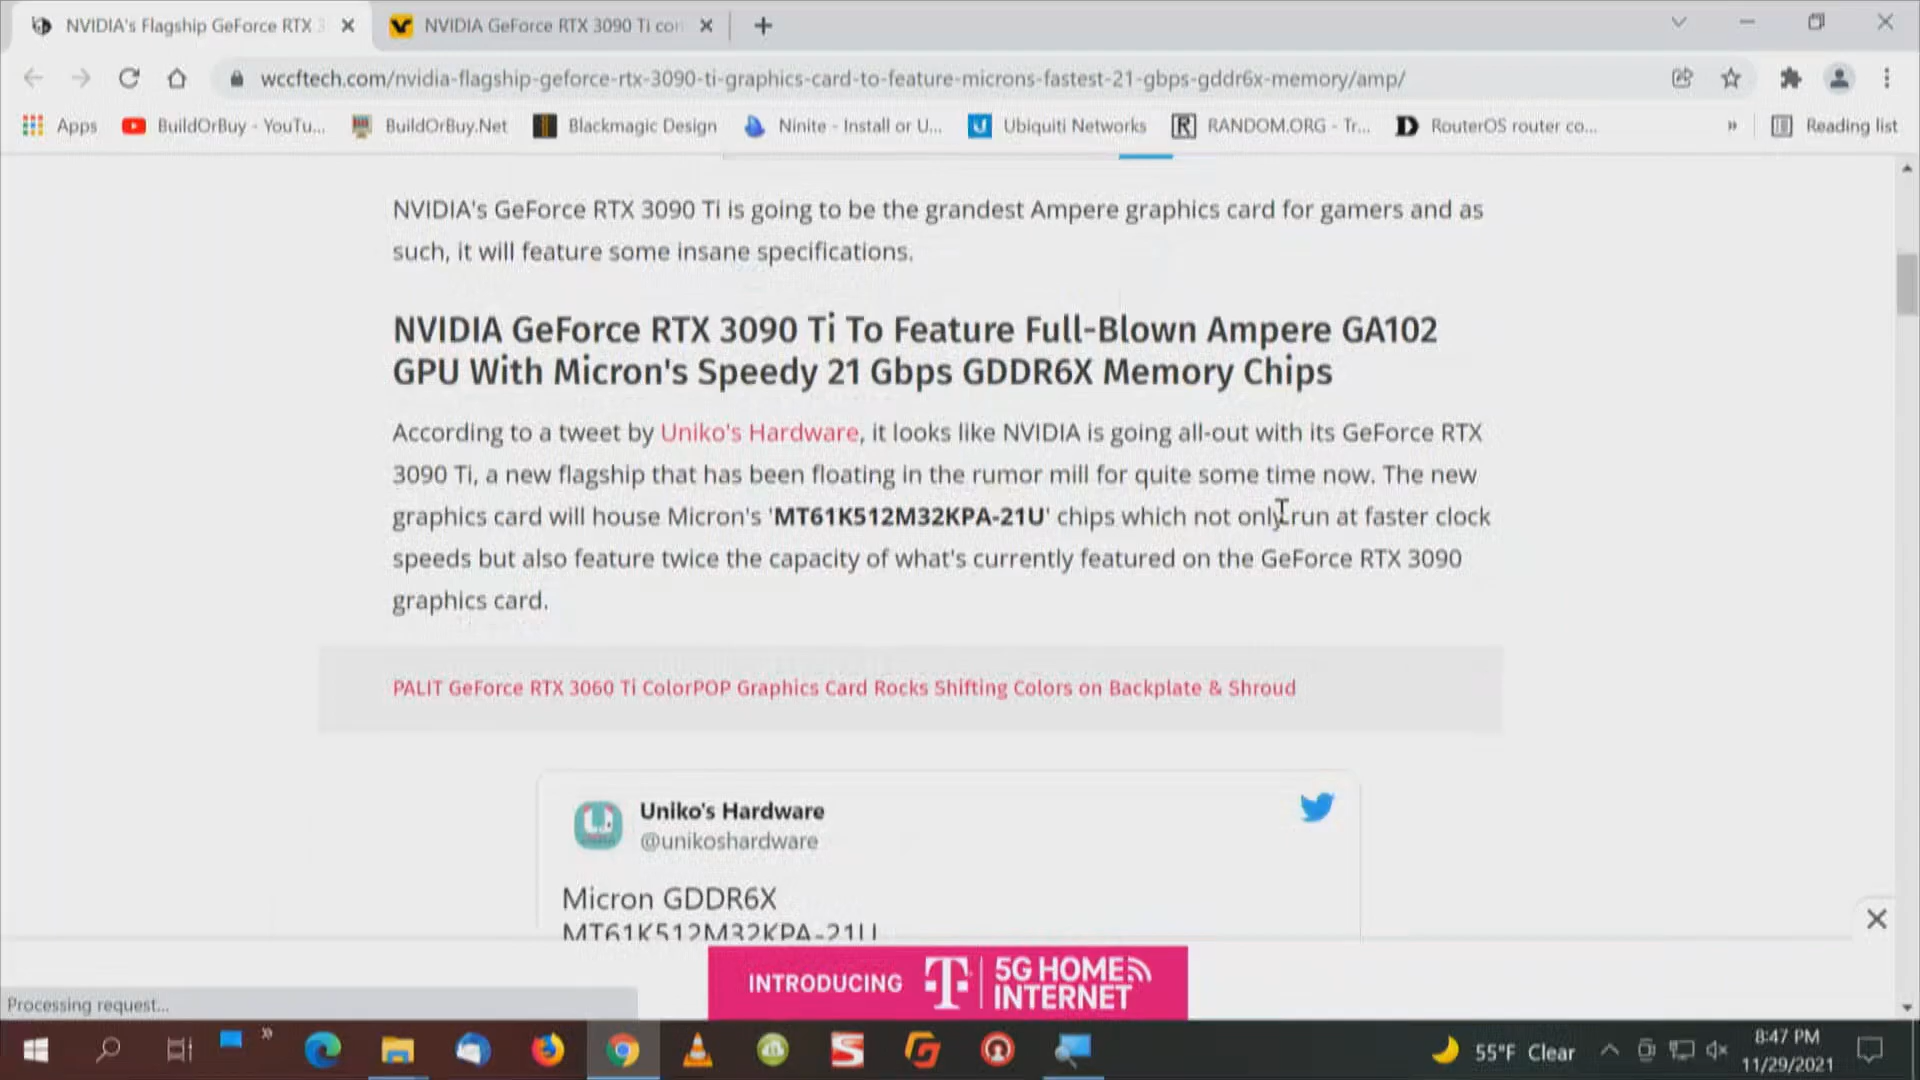 NVIDIA's Flagship GeForce RTX 3
NVIDIA GeForce RTX 3090 Ti con
wccftech.com/nvidia-flagship-geforce-rtx-3090-ti-graphics-card-to-feature-microns-fastest-21-gbps-gddr6x-memory/amp/
Apps
BuildOrBuy - YouTu...
BuildOrBuy.Net
Blackmagic Design
Ninite - Install or U...
Ubiquiti Networks
RANDOM.ORG - Tr...
RouterOS router co...
»
Reading list
NVIDIA's GeForce RTX 3090 Ti is going to be the grandest Ampere graphics card for gamers and as
such, it will feature some insane specifications.
NVIDIA GeForce RTX 3090 Ti To Feature Full-Blown Ampere GA102
GPU With Micron's Speedy 21 Gbps GDDR6X Memory Chips
According to a tweet by Uniko's Hardware, it looks like NVIDIA is going all-out with its GeForce RTX
3090 Ti, a new flagship that has been floating in the rumor mill for quite some time now. The new
graphics card will house Micron's 'MT61K512M32KPA-21U' chips which not only run at faster clock
speeds but also feature twice the capacity of what's currently featured on the GeForce RTX 3090
graphics card.
PALIT GeForce RTX 3060 Ti ColorPOP Graphics Card Rocks Shifting Colors on Backplate & Shroud
Uniko's Hardware
@unikoshardware
Micron GDDR6X
MT61K512M32KPA-21U
INTRODUCING T 5G HOME
INTERNET
Processing request...
55°F Clear
8:47 PM
11/29/2021